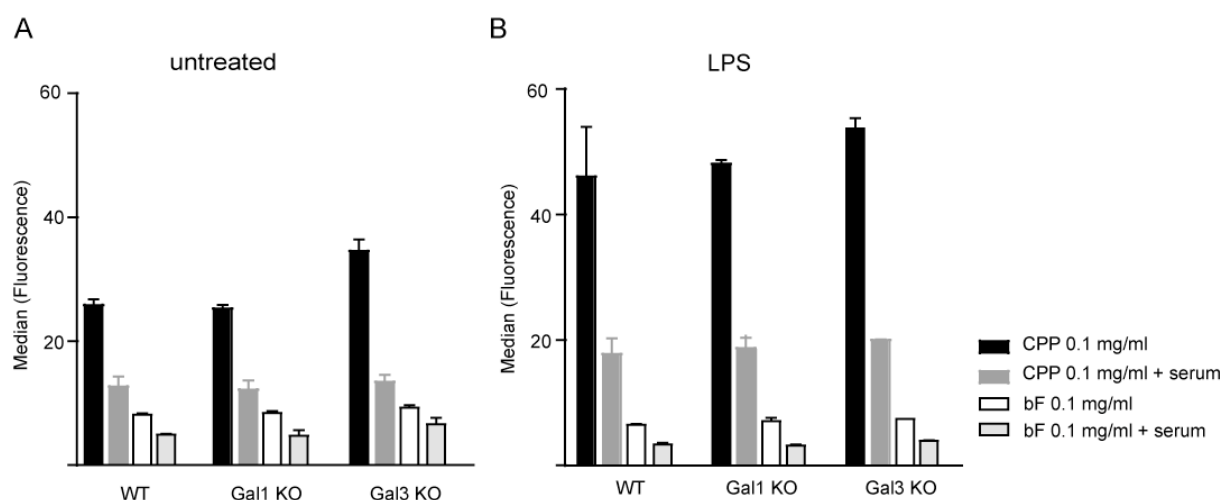 A
untreated
Median (Fluorescence)
60
40
20
WT
Gal1 KO
Gal3 KO
B
LPS
Median (Fluorescence)
60
40
20
WT
Gal1 KO
Gal3 KO
CPP 0.1 mg/ml
CPP 0.1 mg/ml + serum
bF 0.1 mg/ml
bF 0.1 mg/ml + serum